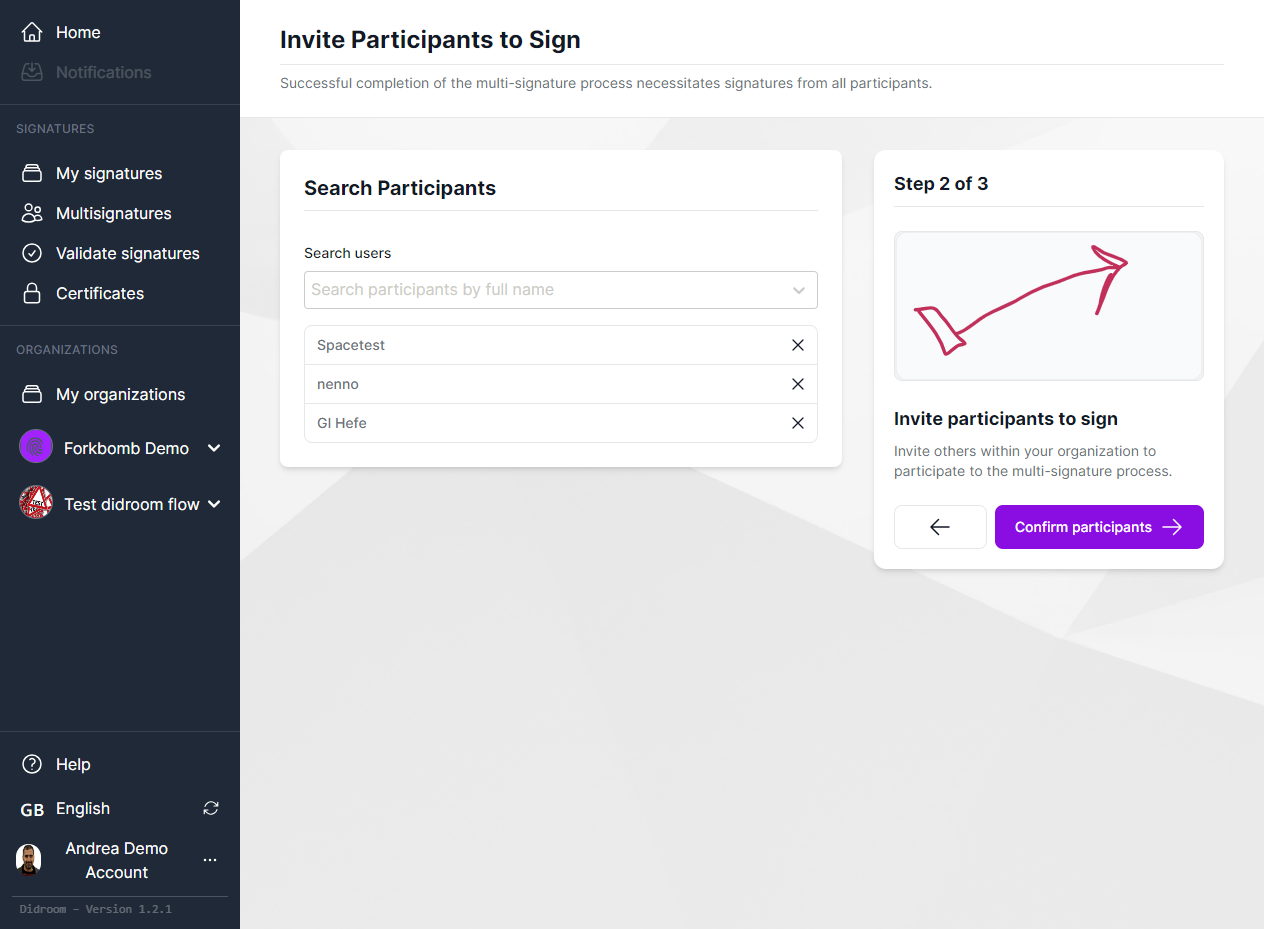 Home
Notifications
SIGNATURES
My signatures
Multisignatures
Validate signatures
Certificates
ORGANIZATIONS
My organizations
Forkbomb Demo
Test didroom flow
Help
GB English
Andrea Demo
Account
Didroom – Version 1.2.1
Invite Participants to Sign
Successful completion of the multi-signature process necessitates signatures from all participants.
Search Participants
Search users
Search participants by full name
Spacetest
nenno
GI Hefe
Step 2 of 3
Invite participants to sign
Invite others within your organization to
participate to the multi-signature process.
Confirm participants